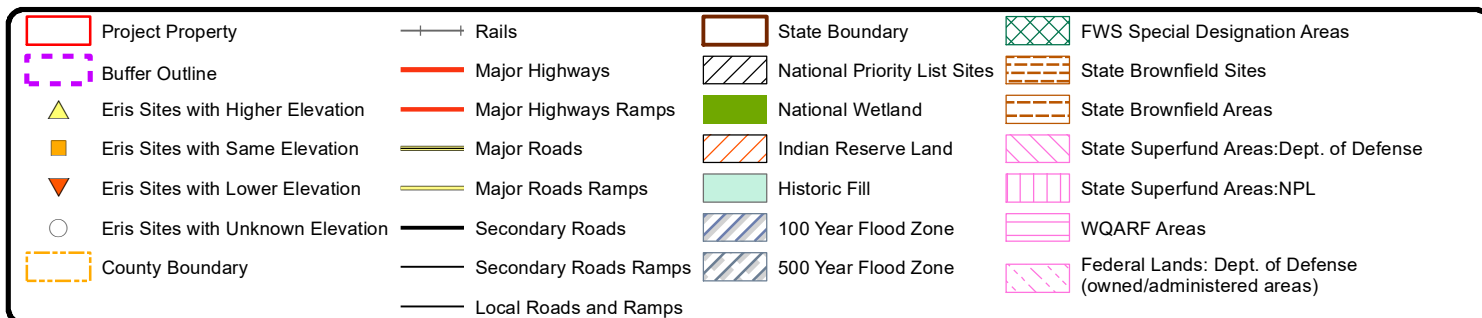 Project Property
Buffer Outline
Eris Sites with Higher Elevation
Eris Sites with Same Elevation
Eris Sites with Lower Elevation
Eris Sites with Unknown Elevation
County Boundary
Rails
Major Highways
Major Highways Ramps
Major Roads
Major Roads Ramps
Secondary Roads
Secondary Roads Ramps
Local Roads and Ramps
State Boundary
National Priority List Sites
National Wetland
Indian Reserve Land
Historic Fill
100 Year Flood Zone
500 Year Flood Zone
FWS Special Designation Areas
State Brownfield Sites
State Brownfield Areas
State Superfund Areas:Dept. of Defense
State Superfund Areas:NPL
WQARF Areas
Federal Lands: Dept. of Defense
(owned/administered areas)